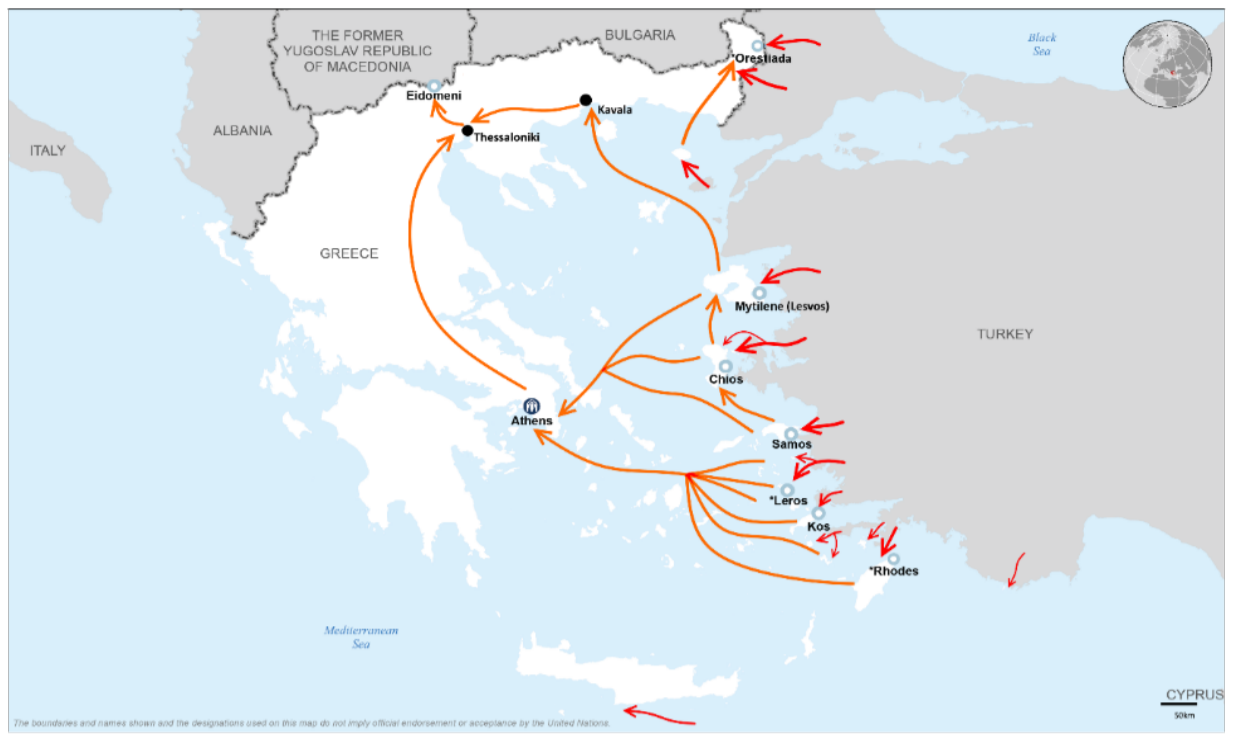 THE FORMER
YUGOSLAV REPUBLIC
OF MACEDONIA
BULGARIA
Black
Sea
*Orestiada
Eidomeni
Kavala
ALBANIA
Thessaloniki
ITALY
GREECE
Mytilene (Lesvos)
TURKEY
Chios
Athens
Samos
*Leros
Kos
*Rhodes
Mediterranean
Sea
CYPRUS
50km
The boundaries and names shown and the designations used on this map do not imply official endorsement or acceptance by the United Nations.